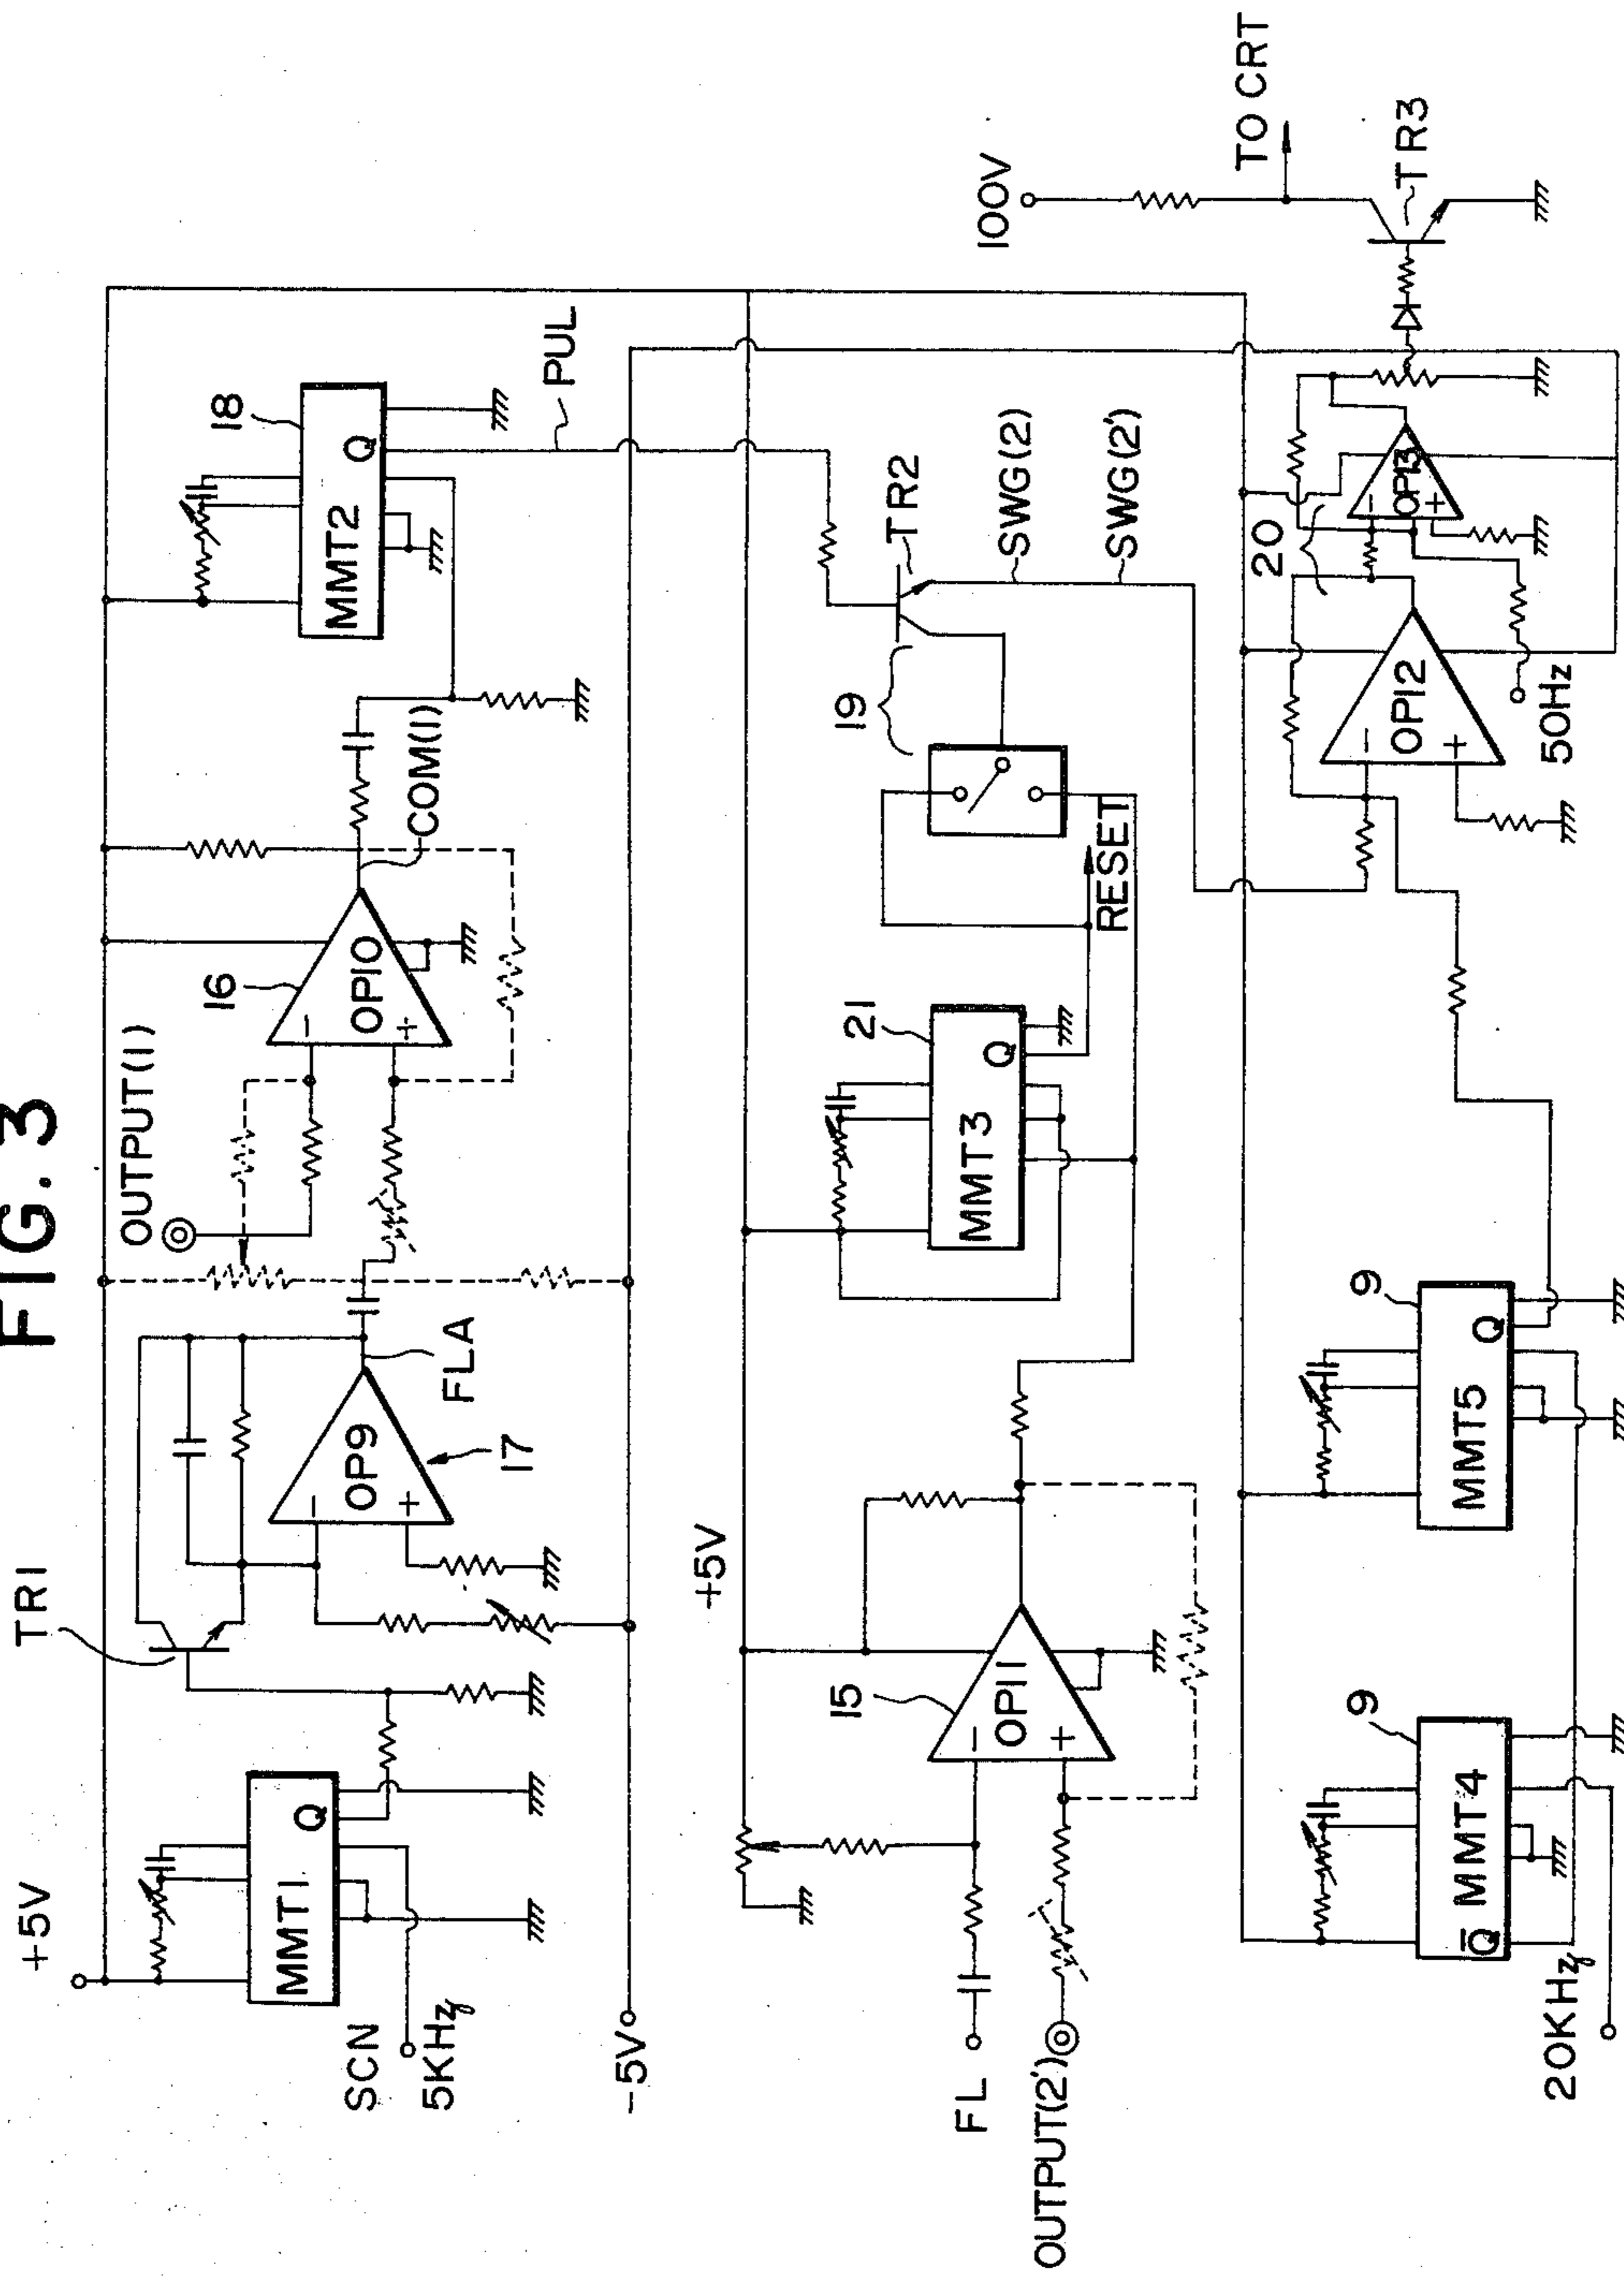 FIG. 3
+5V
TR1
OUTPUT(1)
16
18
MMT1
Q
SCN
5KHz
OP9
-
+
17
FLA
OP10
-
+
COM(1)
MMT2
Q
PUL
-5V
+5V
15
OP11
-
+
FL
OUTPUT(2')
21
MMT3
Q
RESET
19
TR2
SWG(2)
SWG(2')
100V
TO CRT
TR3
9
Q̅
MMT4
20KHz
9
MMT5
Q
OP12
-
+
20
OP13
-
+
50Hz